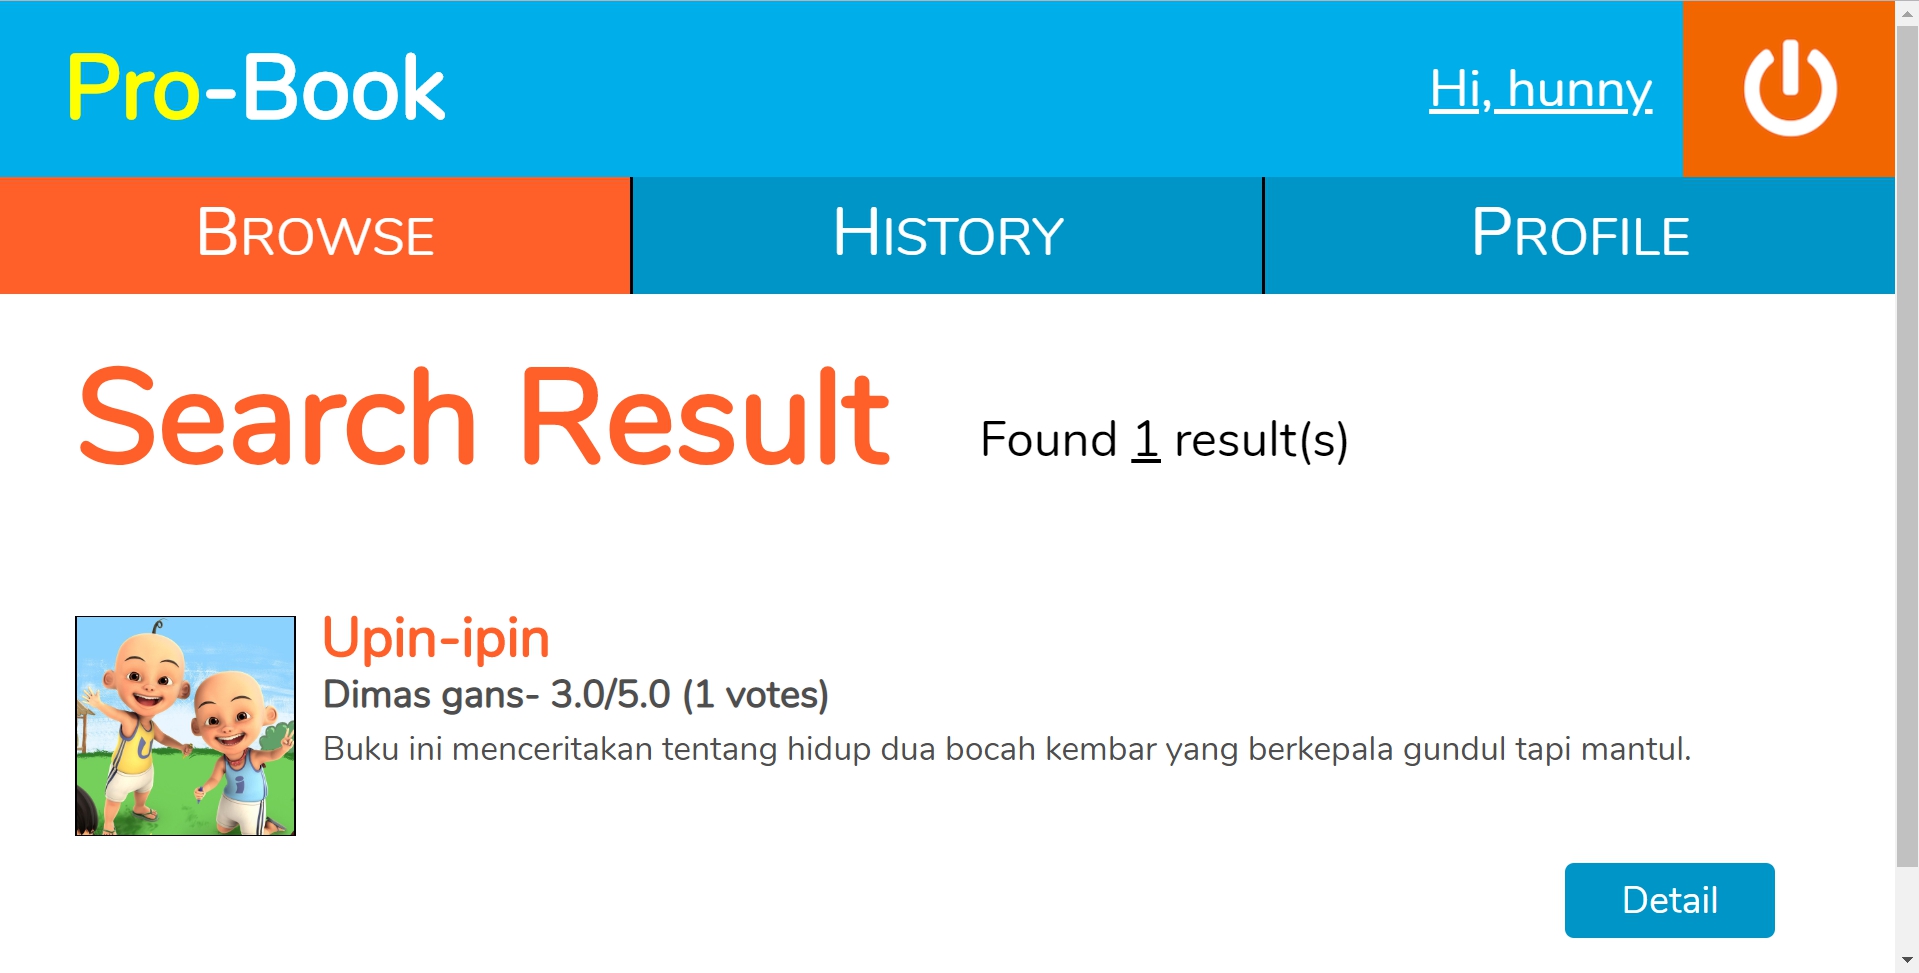 Pro-Book
Hi, hunny
BROWSE
HISTORY
PROFILE
Search Result
Found 1 result(s)
Upin-ipin
Dimas gans- 3.0/5.0 (1 votes)
Buku ini menceritakan tentang hidup dua bocah kembar yang berkepala gundul tapi mantul.
U
i
Detail